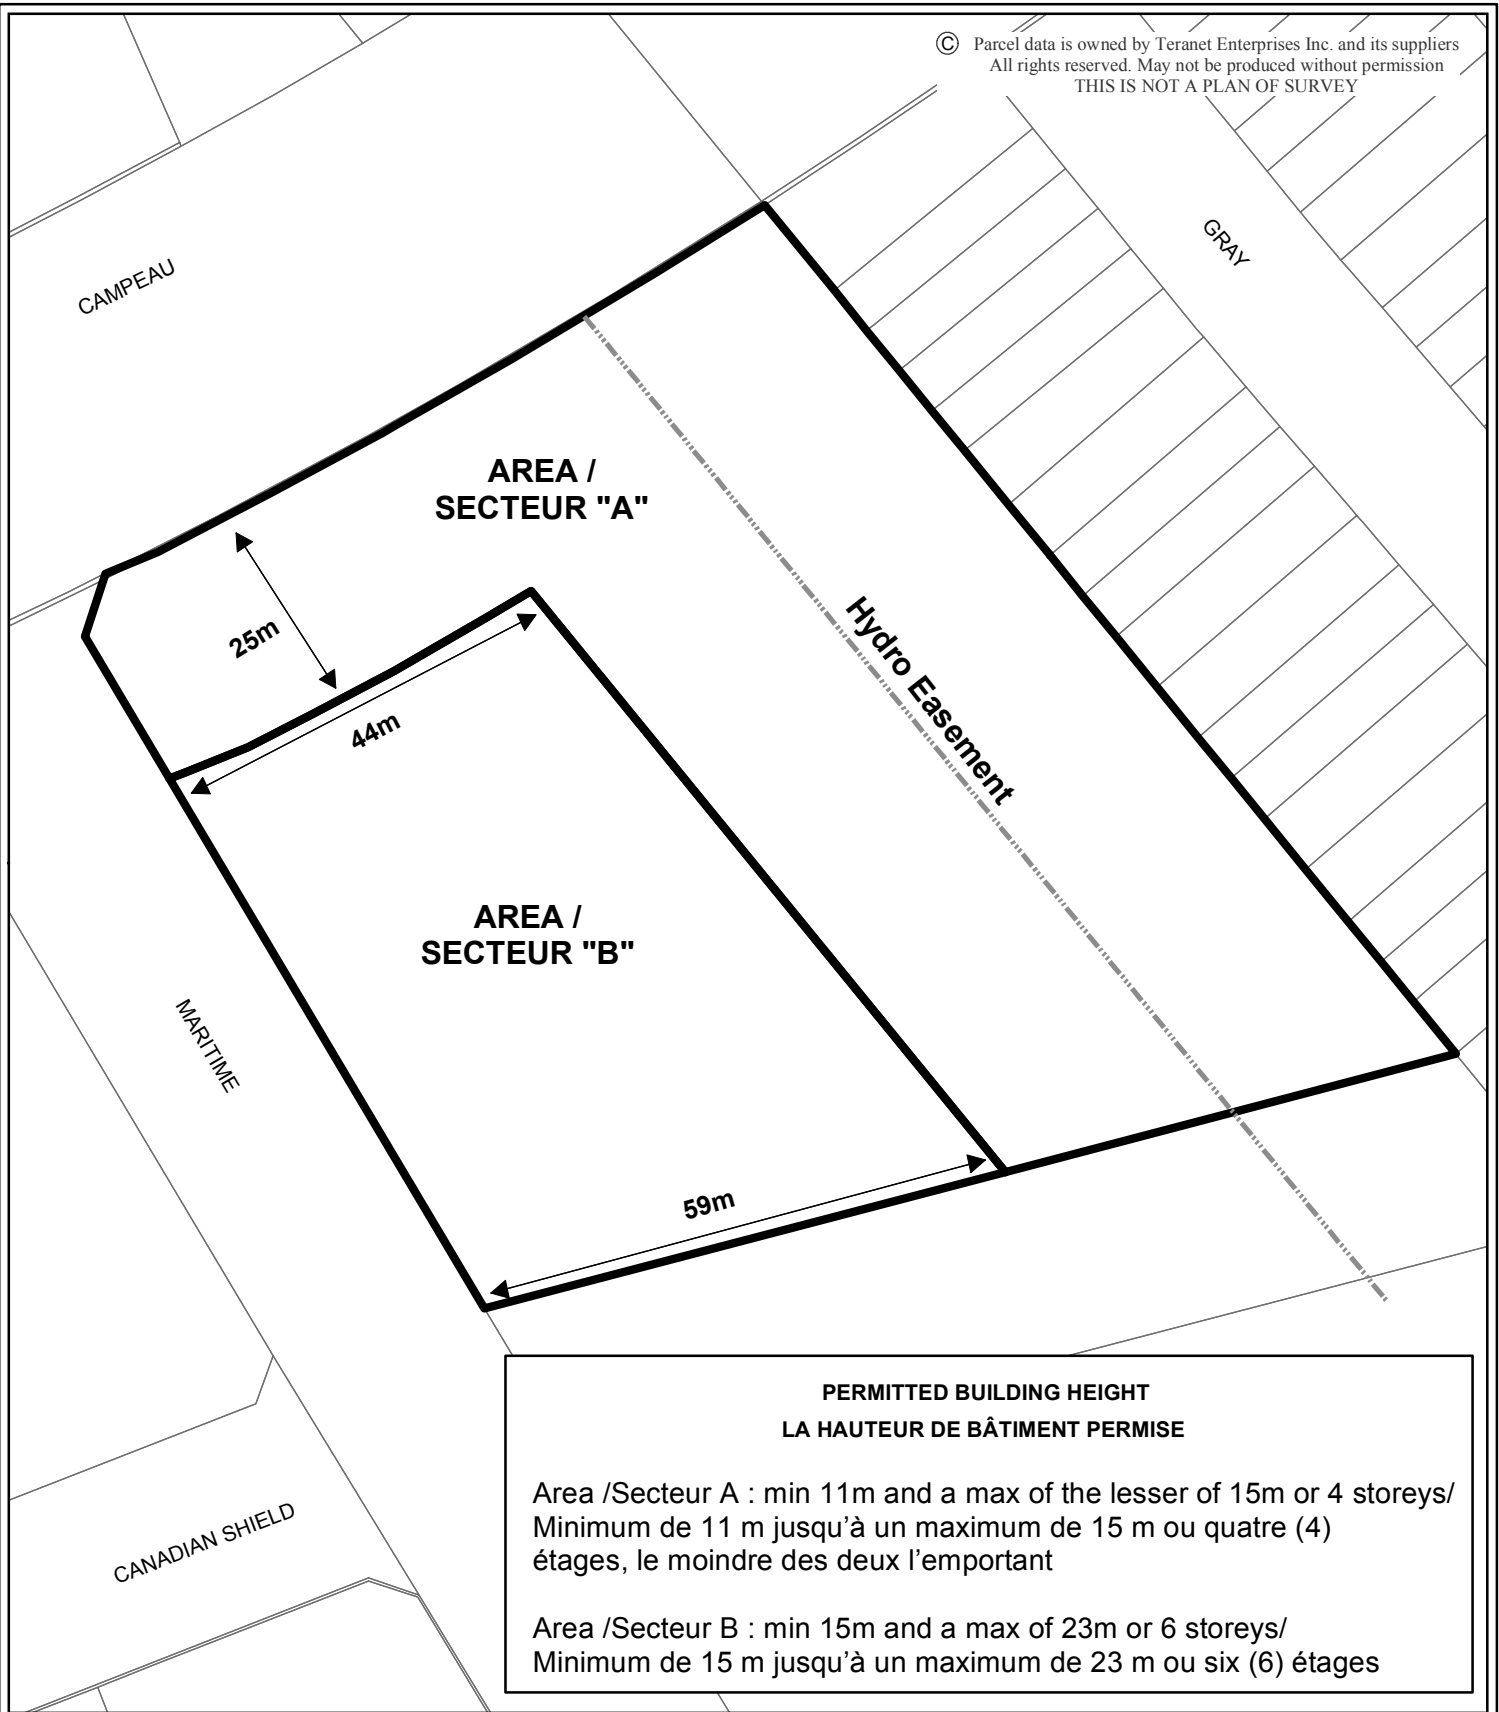 © Parcel data is owned by Teranet Enterprises Inc. and its suppliers
All rights reserved. May not be produced without permission
THIS IS NOT A PLAN OF SURVEY
GRAY
CAMPEAU
AREA /
SECTEUR "A"
25m
Hydro Easement
44m
AREA /
SECTEUR "B"
MARITIME
59m
PERMITTED BUILDING HEIGHT
LA HAUTEUR DE BÂTIMENT PERMISE
Area /Secteur A : min 11m and a max of the lesser of 15m or 4 storeys/
Minimum de 11 m jusqu’à un maximum de 15 m ou quatre (4)
étages, le moindre des deux l’emportant
Area /Secteur B : min 15m and a max of 23m or 6 storeys/
Minimum de 15 m jusqu’à un maximum de 23 m ou six (6) étages
CANADIAN SHIELD